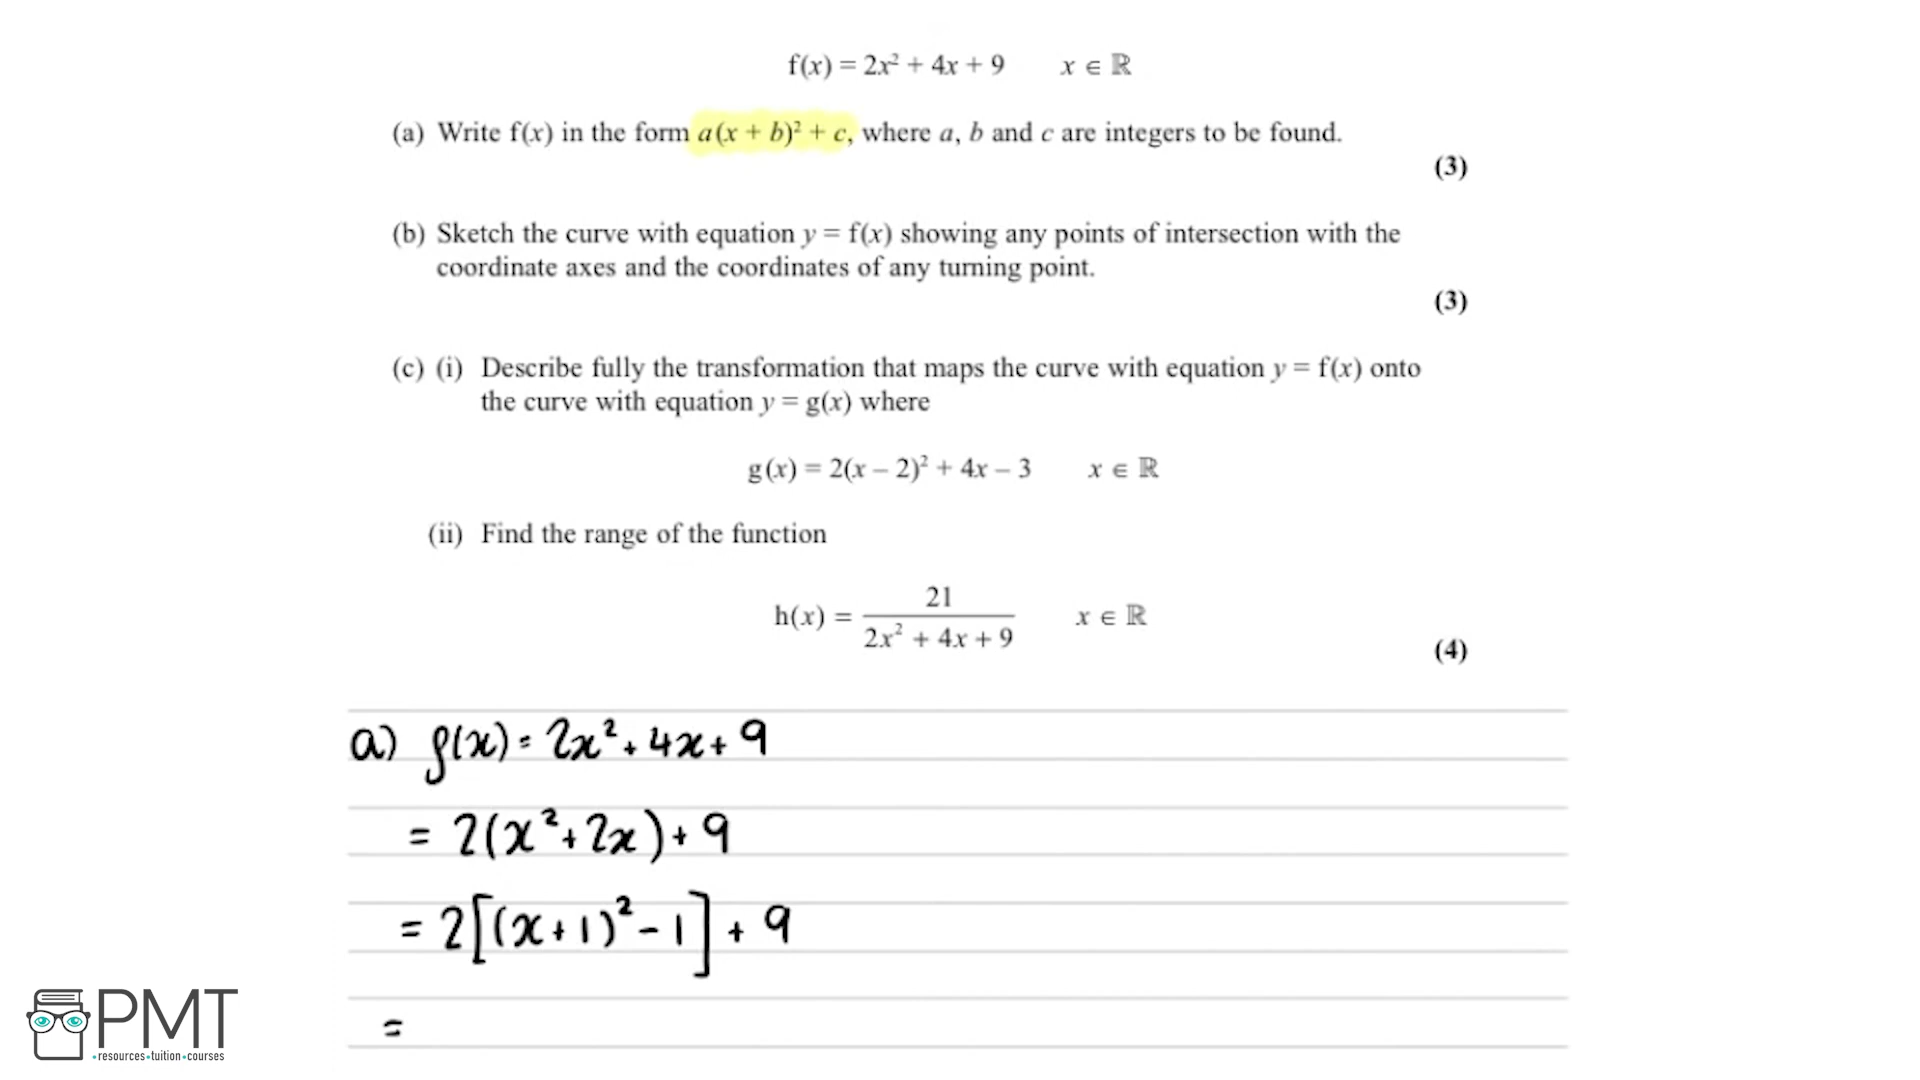 f(x) = 2x² + 4x + 9 x ∈ ℝ
(a) Write f(x) in the form a(x + b)² + c, where a, b and c are integers to be found.
(3)
(b) Sketch the curve with equation y = f(x) showing any points of intersection with the
coordinate axes and the coordinates of any turning point.
(3)
(c) (i) Describe fully the transformation that maps the curve with equation y = f(x) onto
the curve with equation y = g(x) where
g(x) = 2(x – 2)² + 4x – 3 x ∈ ℝ
(ii) Find the range of the function
h(x) = 21 / (2x² + 4x + 9) x ∈ ℝ
(4)
a) f(x) = 2x² + 4x + 9
= 2(x² + 2x) + 9
= 2[(x+1)² - 1] + 9
=
PMT
•resources•tuition•courses